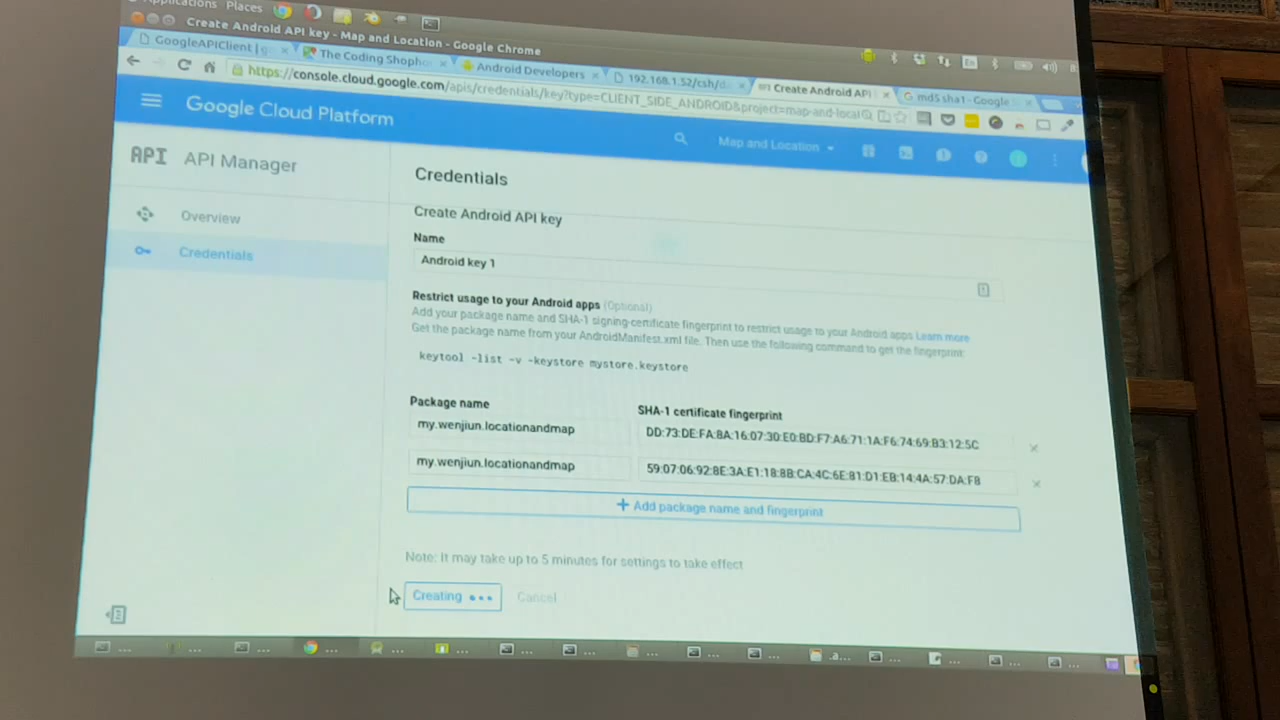 Applications Places
Create Android API key - Map and Location - Google Chrome
GoogleAPIClient | go
The Coding Shopho
Android Developers
192.168.1.52/csh/d
Create Android API
md5 sha1 - Google S
https://console.cloud.google.com/apis/credentials/key?type=CLIENT_SIDE_ANDROID&project=map-and-locat
Google Cloud Platform
Map and Location
API API Manager
Overview
Credentials
Credentials
Create Android API key
Name
Android key 1
Restrict usage to your Android apps (Optional)
Add your package name and SHA-1 signing-certificate fingerprint to restrict usage to your Android apps Learn more
Get the package name from your AndroidManifest.xml file. Then use the following command to get the fingerprint:
keytool -list -v -keystore mystore.keystore
Package name
SHA-1 certificate fingerprint
my.wenjiun.locationandmap
DD:73:DE:FA:BA:16:07:30:E0:BD:F7:A6:71:1A:F6:74:69:B3:12:5C
my.wenjiun.locationandmap
59:07:06:92:8E:3A:E1:18:8B:CA:4C:6E:81:D1:EB:14:4A:57:DA:F8
+ Add package name and fingerprint
Note: It may take up to 5 minutes for settings to take effect
Creating
Cancel